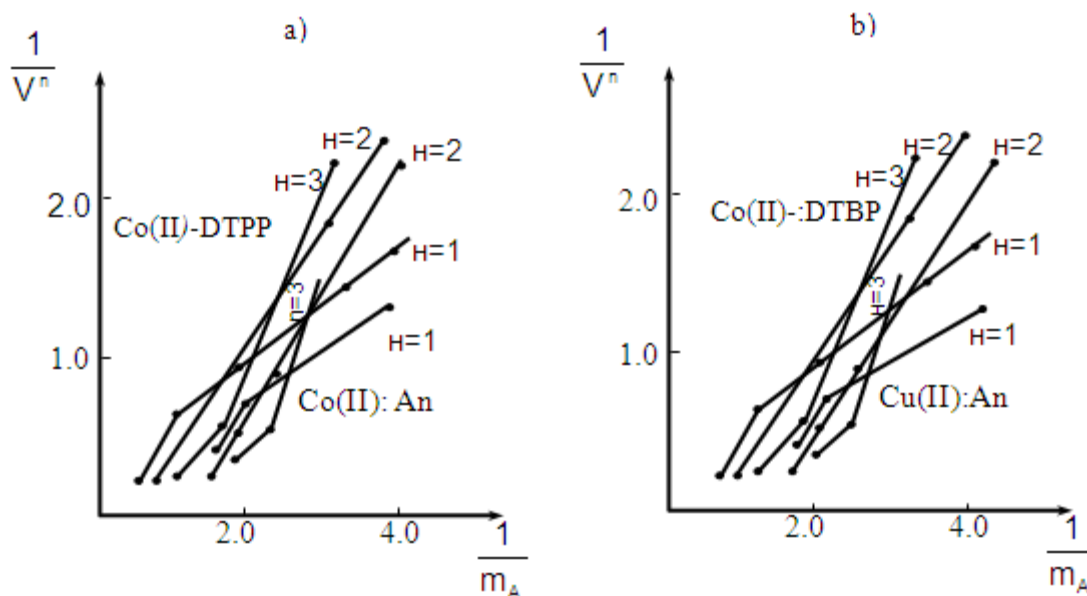 a)
1
Vⁿ
н=2
н=2
н=3
2.0
Co(II)-DTPP
н=1
n=3
1.0
н=1
Co(II): An
2.0
4.0
1
m_A
b)
1
Vⁿ
н=2
н=2
н=3
2.0
Co(II)-:DTBP
н=1
н=3
1.0
н=1
Cu(II):An
2.0
4.0
1
m_A